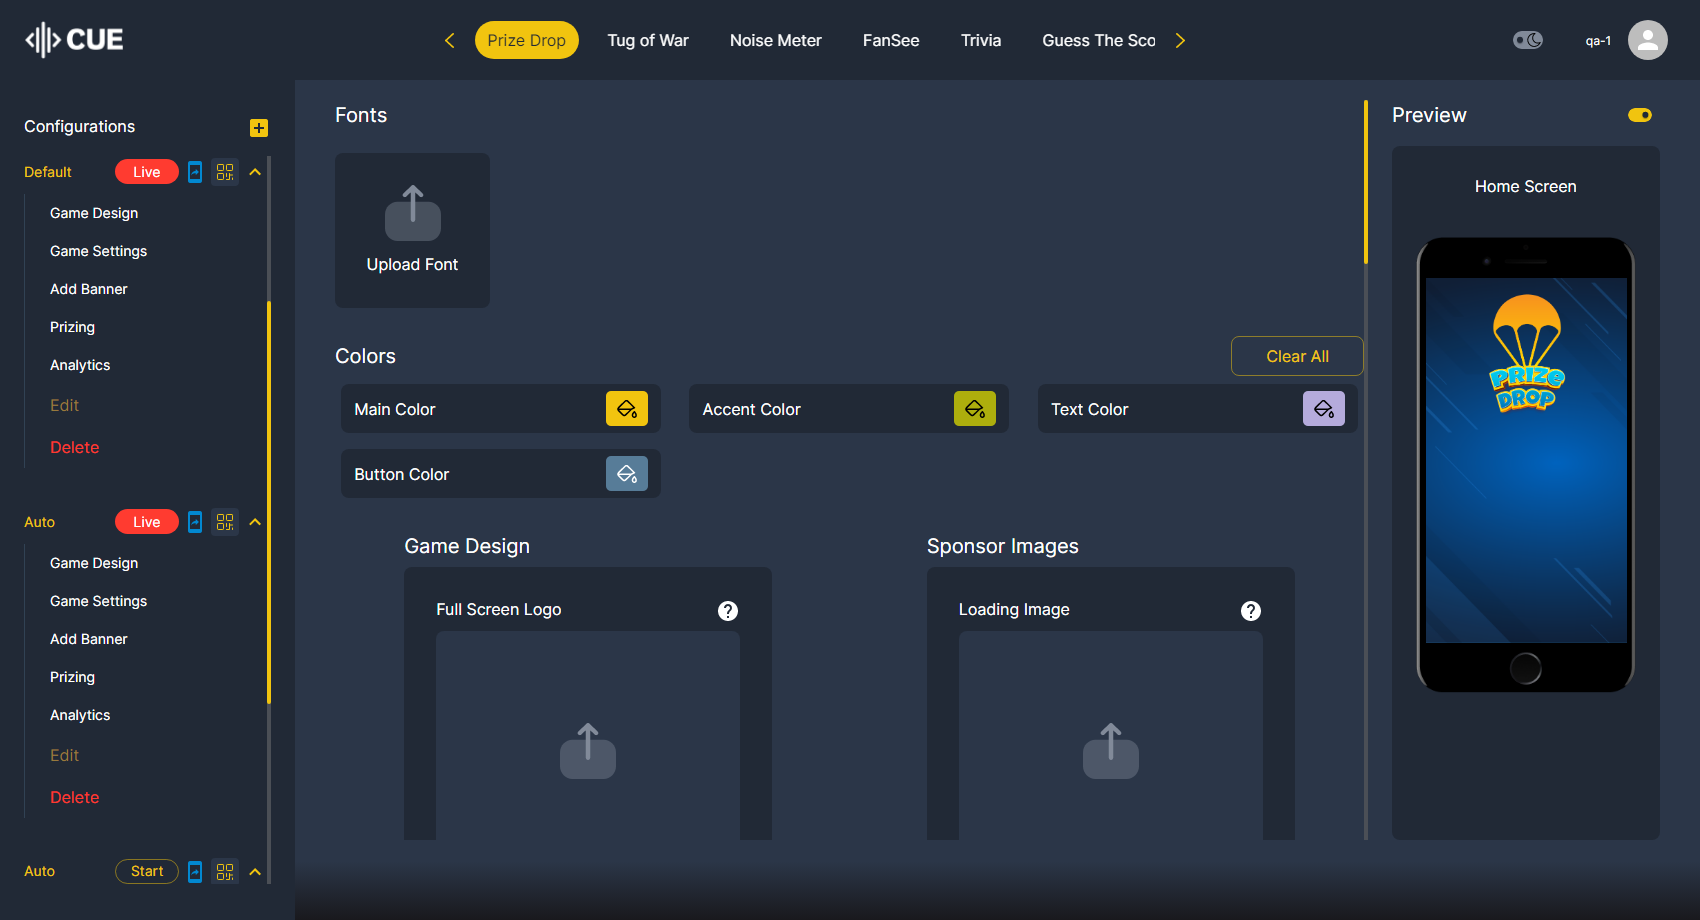 CUE
Prize Drop
Tug of War
Noise Meter
FanSee
Trivia
Guess The Sco
qa-1
Configurations
Default
Live
Game Design
Game Settings
Add Banner
Prizing
Analytics
Edit
Delete
Auto
Live
Game Design
Game Settings
Add Banner
Prizing
Analytics
Edit
Delete
Auto
Start
Fonts
Upload Font
Colors
Clear All
Main Color
Accent Color
Text Color
Button Color
Game Design
Full Screen Logo
?
Sponsor Images
Loading Image
?
Preview
Home Screen
PRIZE
DROP